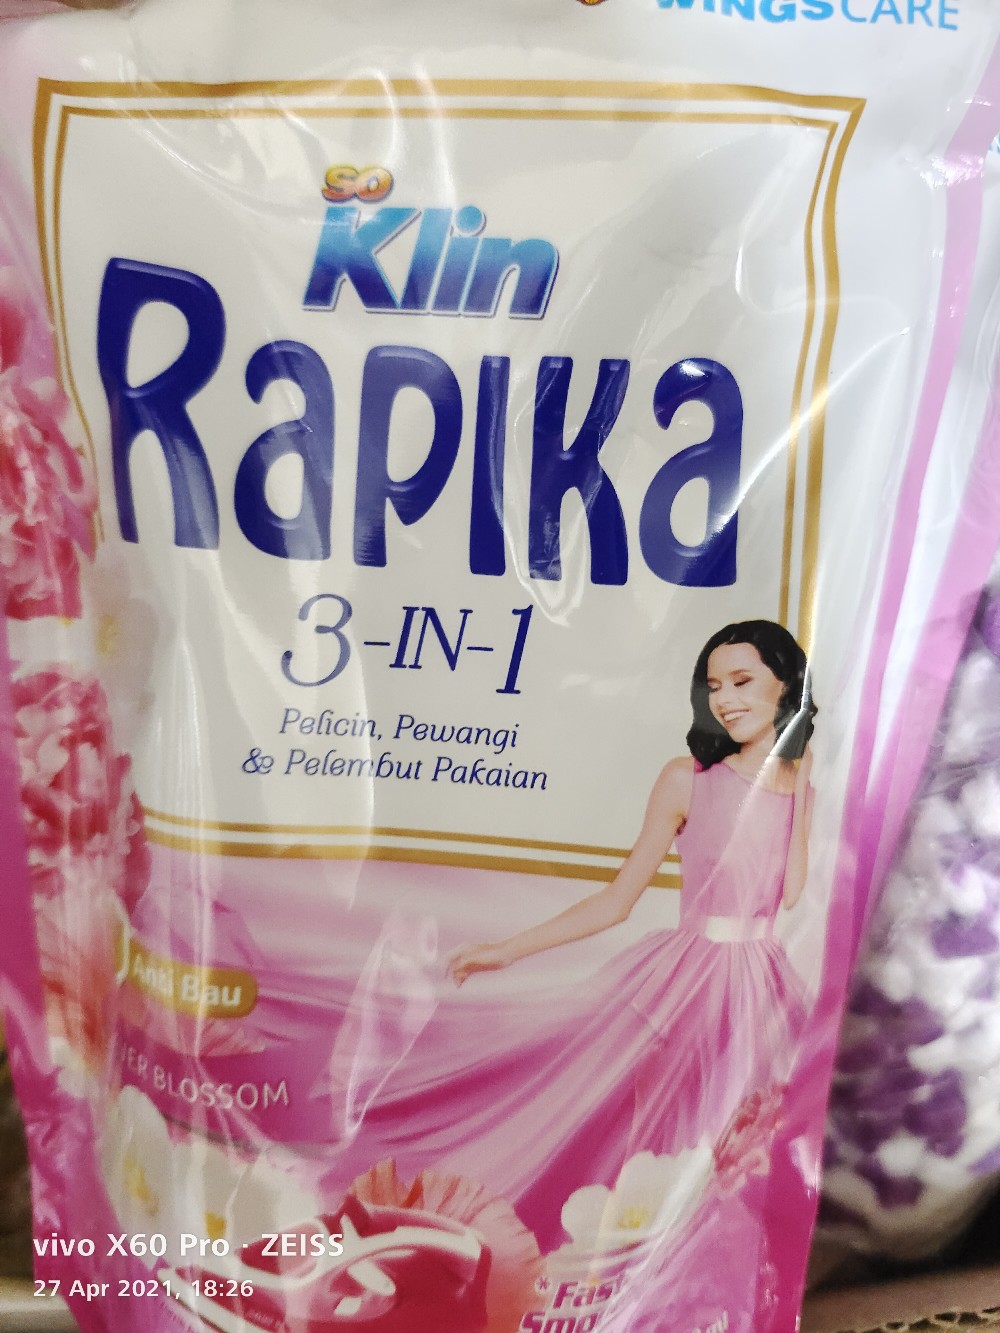 WINGSCARE
so
Klin
Rapika
3-IN-1
Pelicin, Pewangi
& Pelembut Pakaian
Anti Bau
BLOSSOM
vivo X60 Pro · ZEISS
27 Apr 2021, 18:26